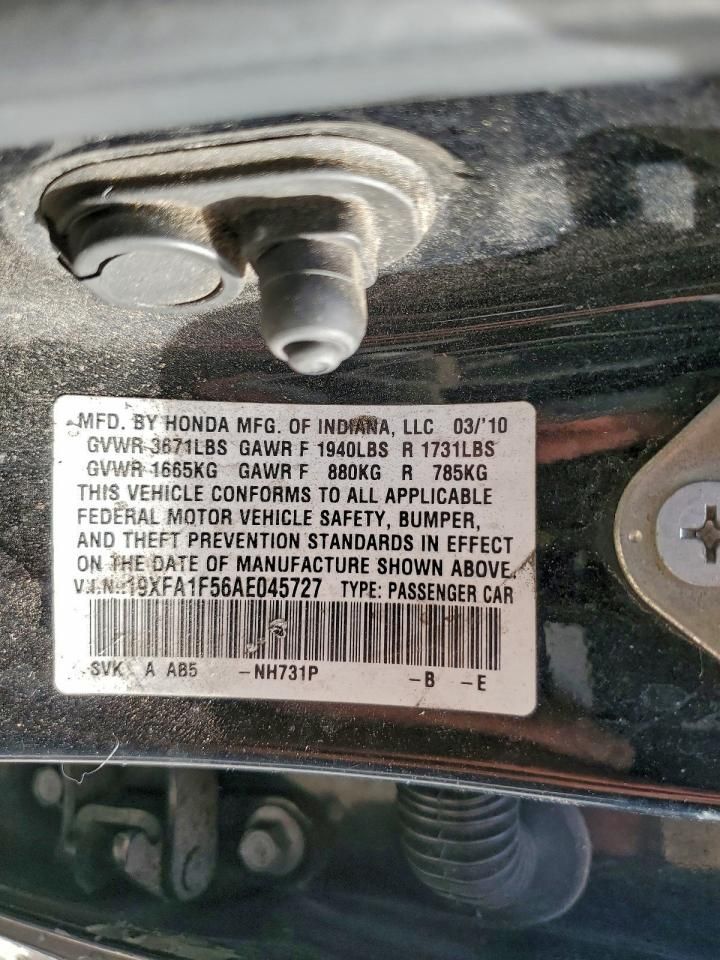 MFD. BY HONDA MFG. OF INDIANA, LLC 03/'10
GVWR 3671LBS GAWR F 1940LBS R 1731LBS
GVWR 1665KG GAWR F 880KG R 785KG
THIS VEHICLE CONFORMS TO ALL APPLICABLE
FEDERAL MOTOR VEHICLE SAFETY, BUMPER,
AND THEFT PREVENTION STANDARDS IN EFFECT
ON THE DATE OF MANUFACTURE SHOWN ABOVE.
V.I.N.:19XFA1F56AE045727 TYPE: PASSENGER CAR
SVK A AB5 -NH731P -B -E